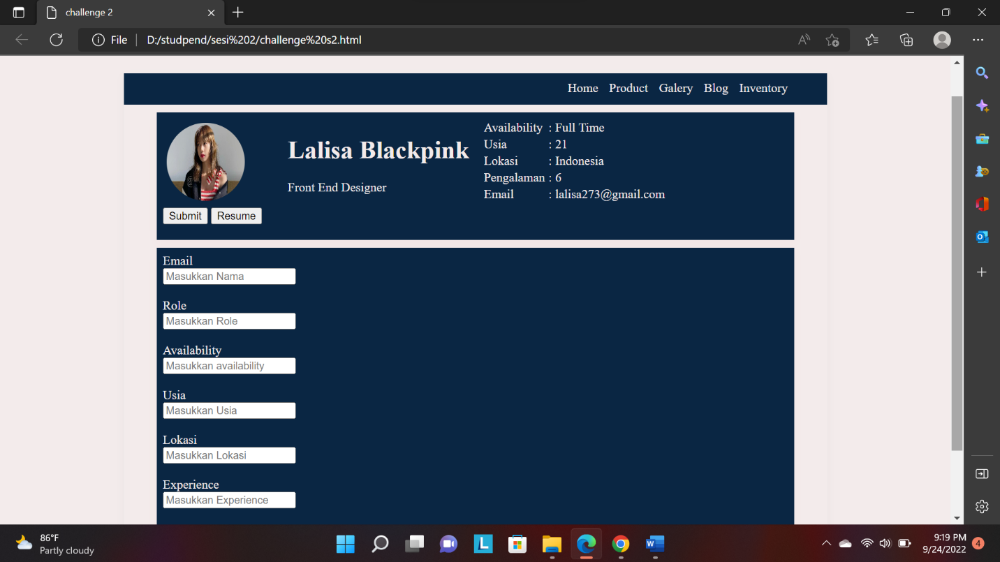 challenge 2
File
D:/studpend/sesi%202/challenge%20s2.html
Home Product Galery Blog Inventory
Lalisa Blackpink
Front End Designer
Availability : Full Time
Usia : 21
Lokasi : Indonesia
Pengalaman : 6
Email : lalisa273@gmail.com
Submit Resume
Email
Masukkan Nama
Role
Masukkan Role
Availability
Masukkan availability
Usia
Masukkan Usia
Lokasi
Masukkan Lokasi
Experience
Masukkan Experience
86°F
Partly cloudy
9:19 PM
9/24/2022
4